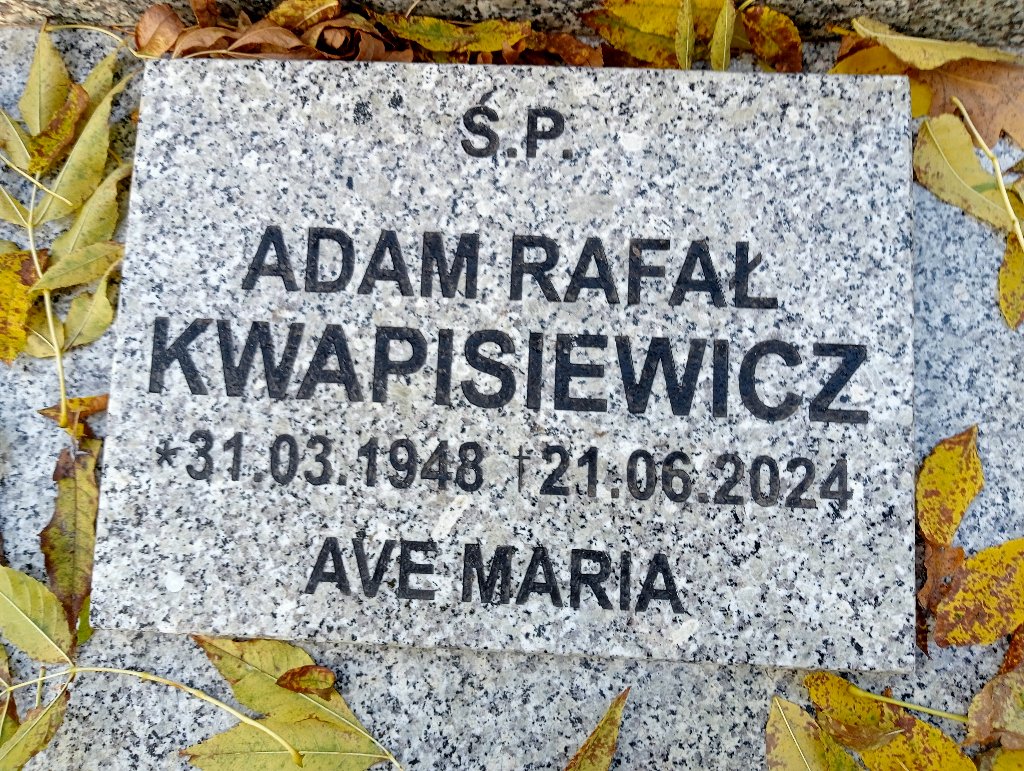 Ś.P.
ADAM RAFAŁ
KWAPISIEWICZ
*31.03.1948 †21.06.2024
AVE MARIA